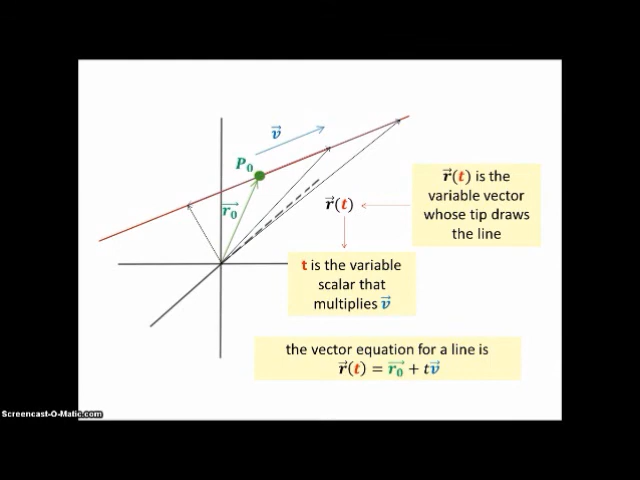 v⃗
P₀
r⃗₀
r⃗(t)
r⃗(t) is the
variable vector
whose tip draws
the line
t is the variable
scalar that
multiplies v⃗
the vector equation for a line is
r⃗(t) = r⃗₀ + tv⃗
Screencast-O-Matic.com